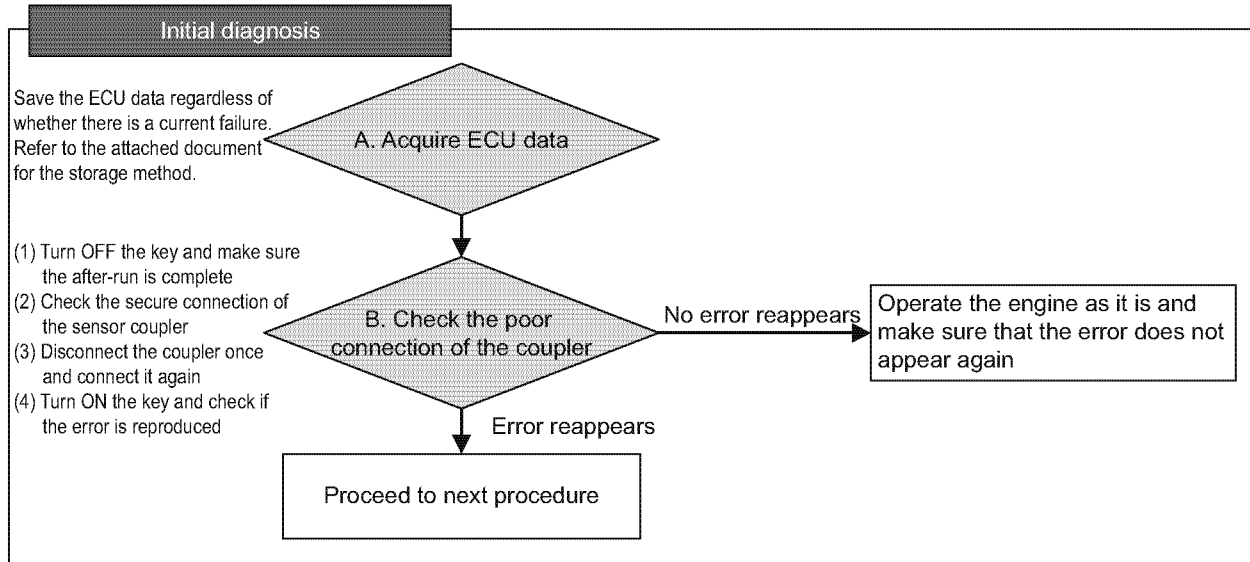 Initial diagnosis
Save the ECU data regardless of
whether there is a current failure.
Refer to the attached document
for the storage method.
A. Acquire ECU data
(1) Turn OFF the key and make sure
the after-run is complete
(2) Check the secure connection of
the sensor coupler
(3) Disconnect the coupler once
and connect it again
(4) Turn ON the key and check if
the error is reproduced
B. Check the poor
connection of the coupler
No error reappears
Operate the engine as it is and
make sure that the error does not
appear again
Error reappears
Proceed to next procedure